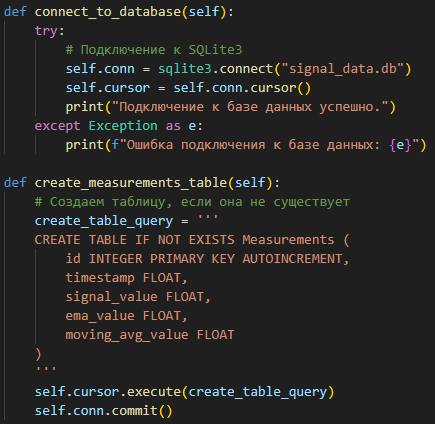 def connect_to_database(self):
    try:
        # Подключение к SQLite3
        self.conn = sqlite3.connect("signal_data.db")
        self.cursor = self.conn.cursor()
        print("Подключение к базе данных успешно.")
    except Exception as e:
        print(f"Ошибка подключения к базе данных: {e}")

def create_measurements_table(self):
    # Создаем таблицу, если она не существует
    create_table_query = '''
    CREATE TABLE IF NOT EXISTS Measurements (
        id INTEGER PRIMARY KEY AUTOINCREMENT,
        timestamp FLOAT,
        signal_value FLOAT,
        ema_value FLOAT,
        moving_avg_value FLOAT
    )
    '''
    self.cursor.execute(create_table_query)
    self.conn.commit()